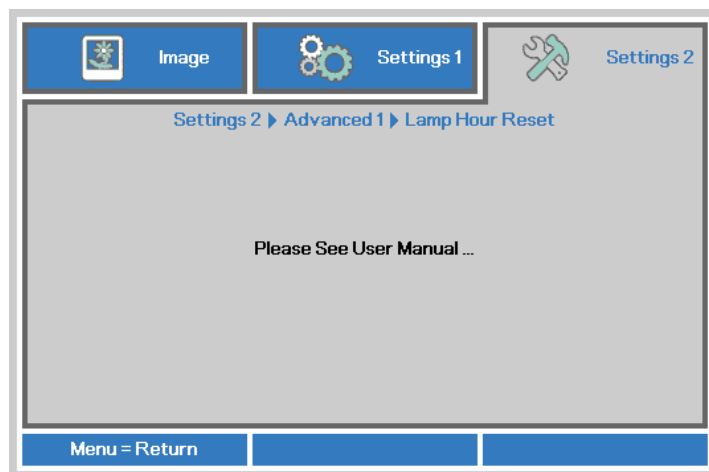 Image
Settings 1
Settings 2
Settings 2 ▶ Advanced 1 ▶ Lamp Hour Reset
Please See User Manual ...
Menu = Return